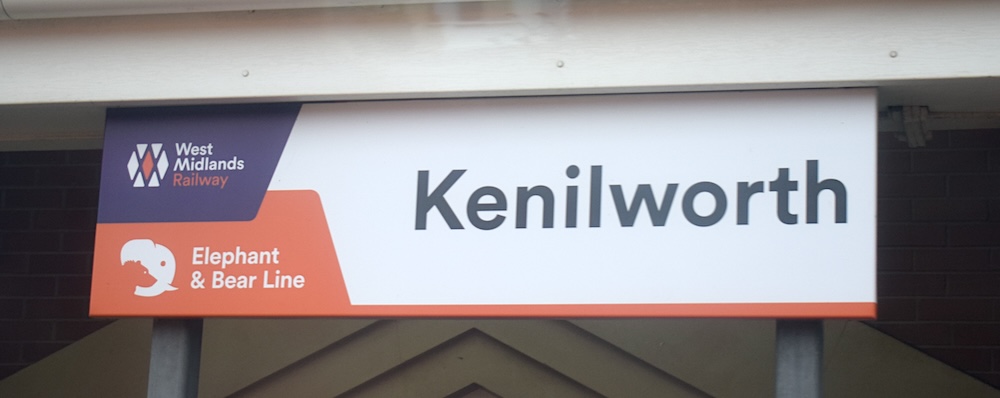 West
Midlands
Railway
Elephant
& Bear Line
Kenilworth